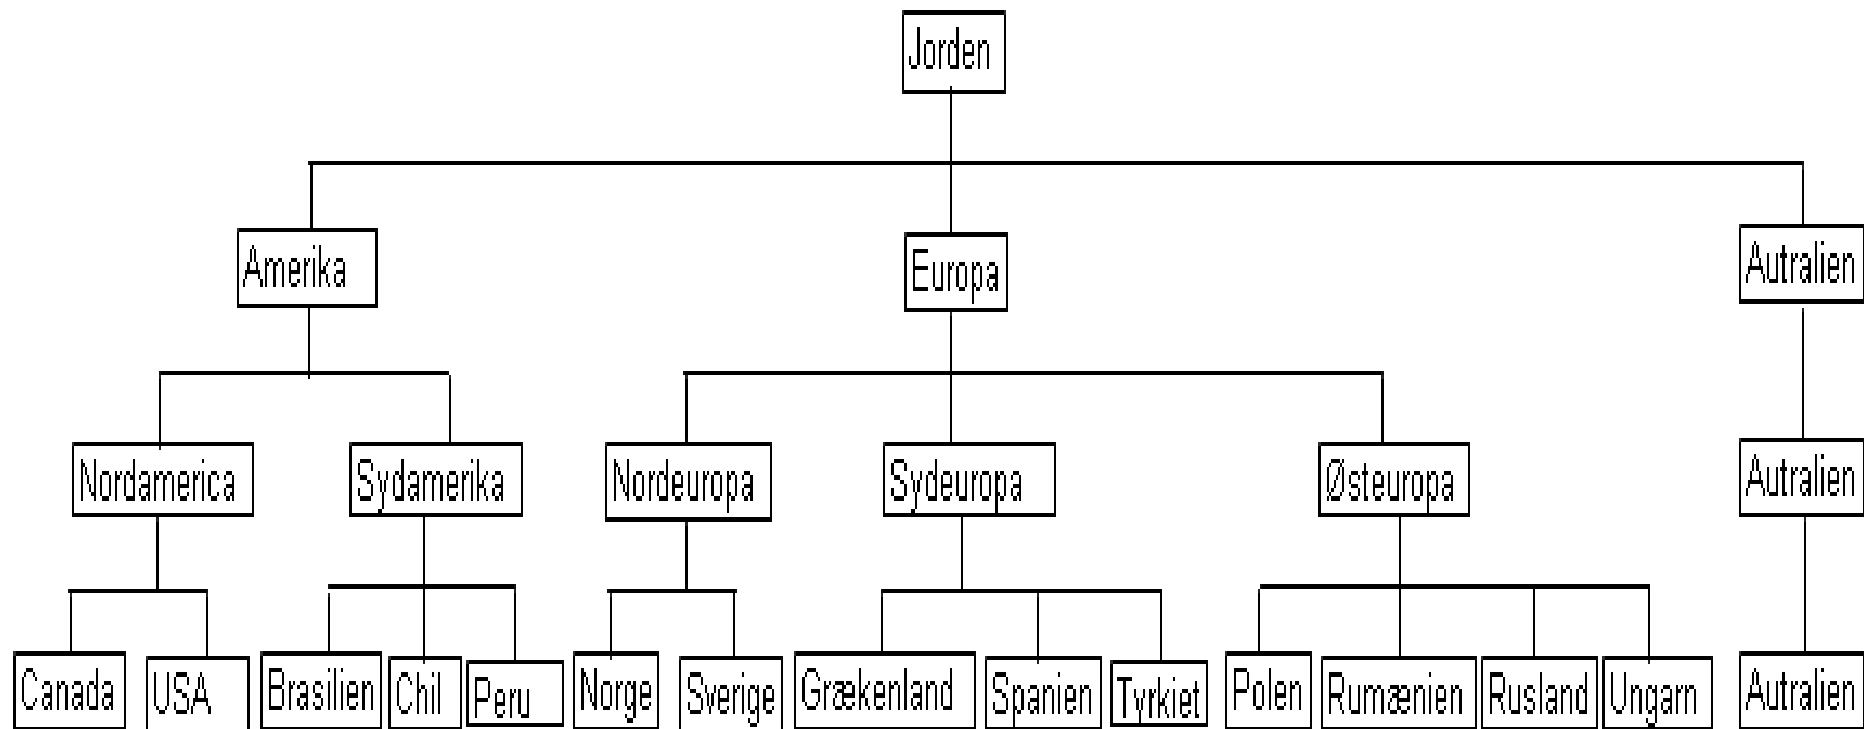 Jorden
Amerika
Europa
Autralien
Nordamerica
Sydamerika
Nordeuropa
Sydeuropa
Østeuropa
Autralien
Canada
USA
Brasilien
Chil
Peru
Norge
Sverige
Grækenland
Spanien
Tyrkiet
Polen
Rumænien
Rusland
Ungarn
Autralien